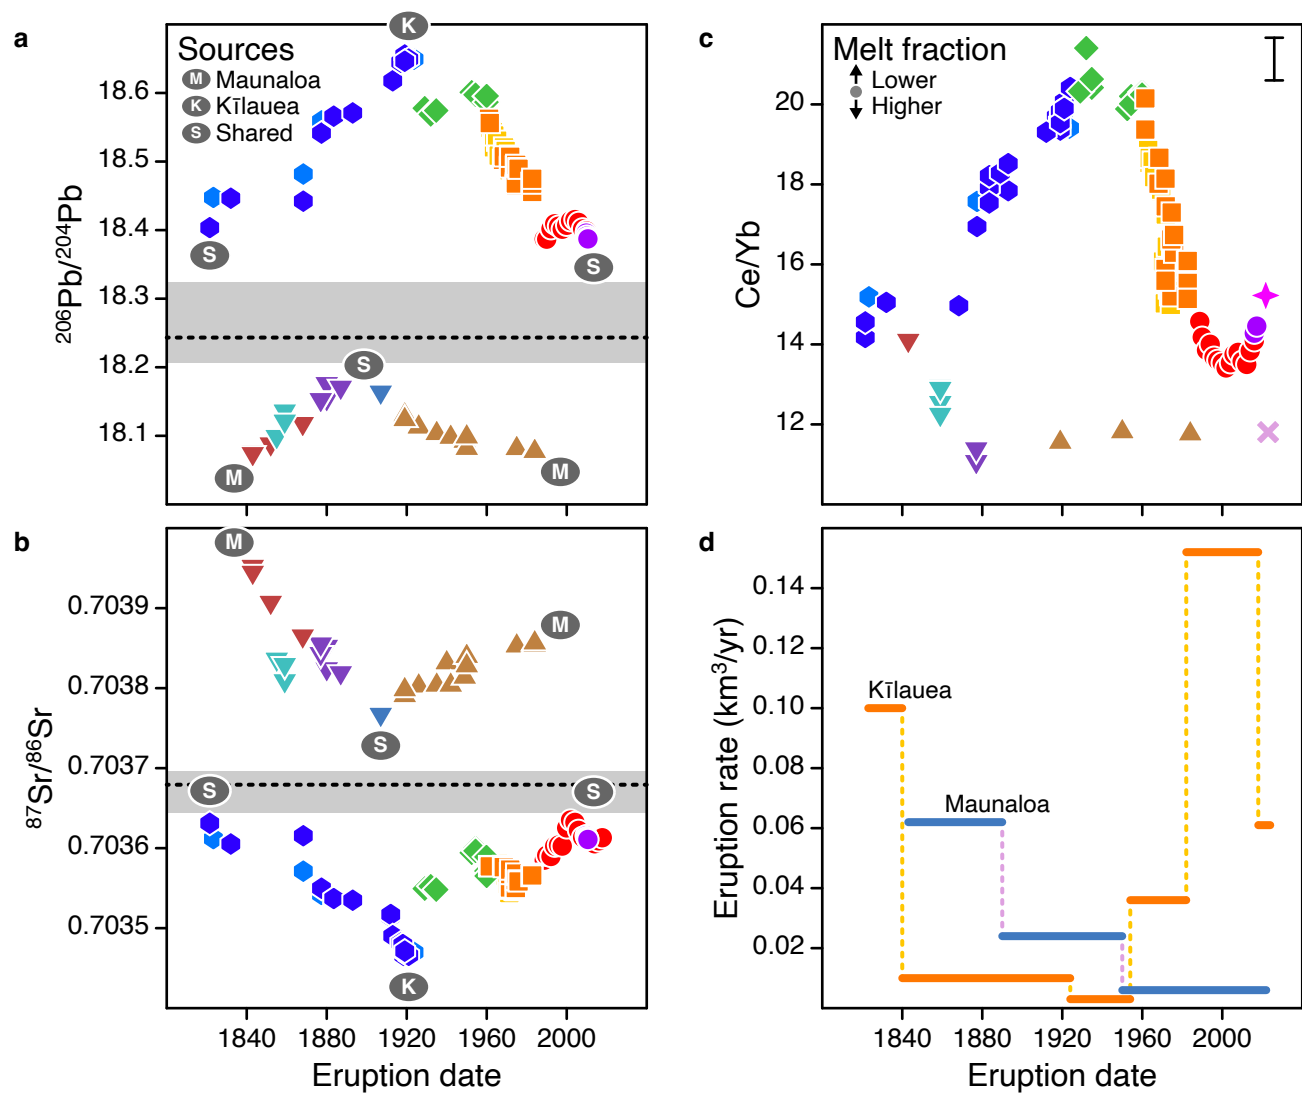 a
Sources
M Maunaloa
K Kīlauea
S Shared
K
S
S
S
M
M
18.6
18.5
18.4
18.3
18.2
18.1
206Pb/204Pb
b
M
M
S
S
S
K
0.7039
0.7038
0.7037
0.7036
0.7035
87Sr/86Sr
1840 1880 1920 1960 2000
Eruption date
c
Melt fraction
Lower
Higher
20
18
16
14
12
Ce/Yb
d
Kīlauea
Maunaloa
0.14
0.12
0.10
0.08
0.06
0.04
0.02
Eruption rate (km3/yr)
1840 1880 1920 1960 2000
Eruption date